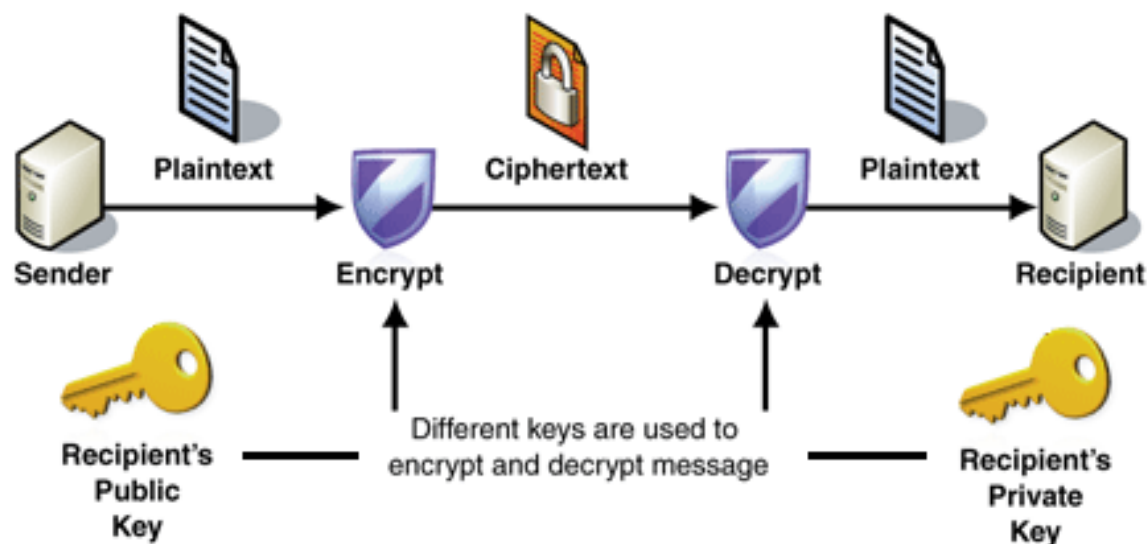 Plaintext
Ciphertext
Plaintext
Sender
Encrypt
Decrypt
Recipient
Different keys are used to
encrypt and decrypt message
Recipient's
Public
Key
Recipient's
Private
Key